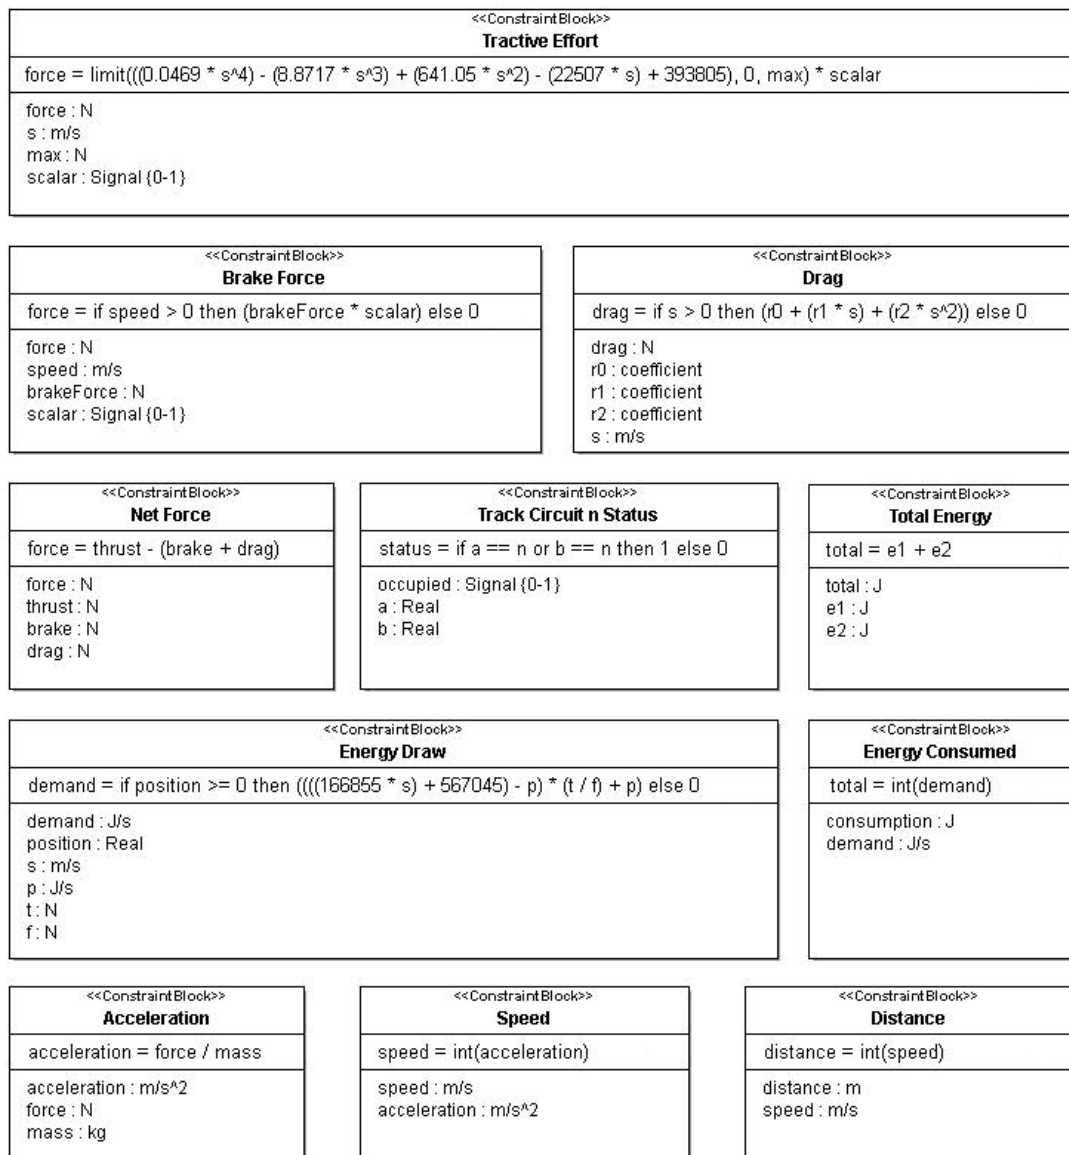 <<ConstraintBlock>>
Tractive Effort
force = limit(((0.0469 * s^4) - (8.8717 * s^3) + (641.05 * s^2) - (22507 * s) + 393805), 0, max) * scalar
force : N
s : m/s
max : N
scalar : Signal {0-1}
<<ConstraintBlock>>
Brake Force
force = if speed > 0 then (brakeForce * scalar) else 0
force : N
speed : m/s
brakeForce : N
scalar : Signal {0-1}
<<ConstraintBlock>>
Drag
drag = if s > 0 then (r0 + (r1 * s) + (r2 * s^2)) else 0
drag : N
r0 : coefficient
r1 : coefficient
r2 : coefficient
s : m/s
<<ConstraintBlock>>
Net Force
force = thrust - (brake + drag)
force : N
thrust : N
brake : N
drag : N
<<ConstraintBlock>>
Track Circuit n Status
status = if a == n or b == n then 1 else 0
occupied : Signal {0-1}
a : Real
b : Real
<<ConstraintBlock>>
Total Energy
total = e1 + e2
total : J
e1 : J
e2 : J
<<ConstraintBlock>>
Energy Draw
demand = if position >= 0 then ((((166855 * s) + 567045) - p) * (t / f) + p) else 0
demand : J/s
position : Real
s : m/s
p : J/s
t : N
f : N
<<ConstraintBlock>>
Energy Consumed
total = int(demand)
consumption : J
demand : J/s
<<ConstraintBlock>>
Acceleration
acceleration = force / mass
acceleration : m/s^2
force : N
mass : kg
<<ConstraintBlock>>
Speed
speed = int(acceleration)
speed : m/s
acceleration : m/s^2
<<ConstraintBlock>>
Distance
distance = int(speed)
distance : m
speed : m/s